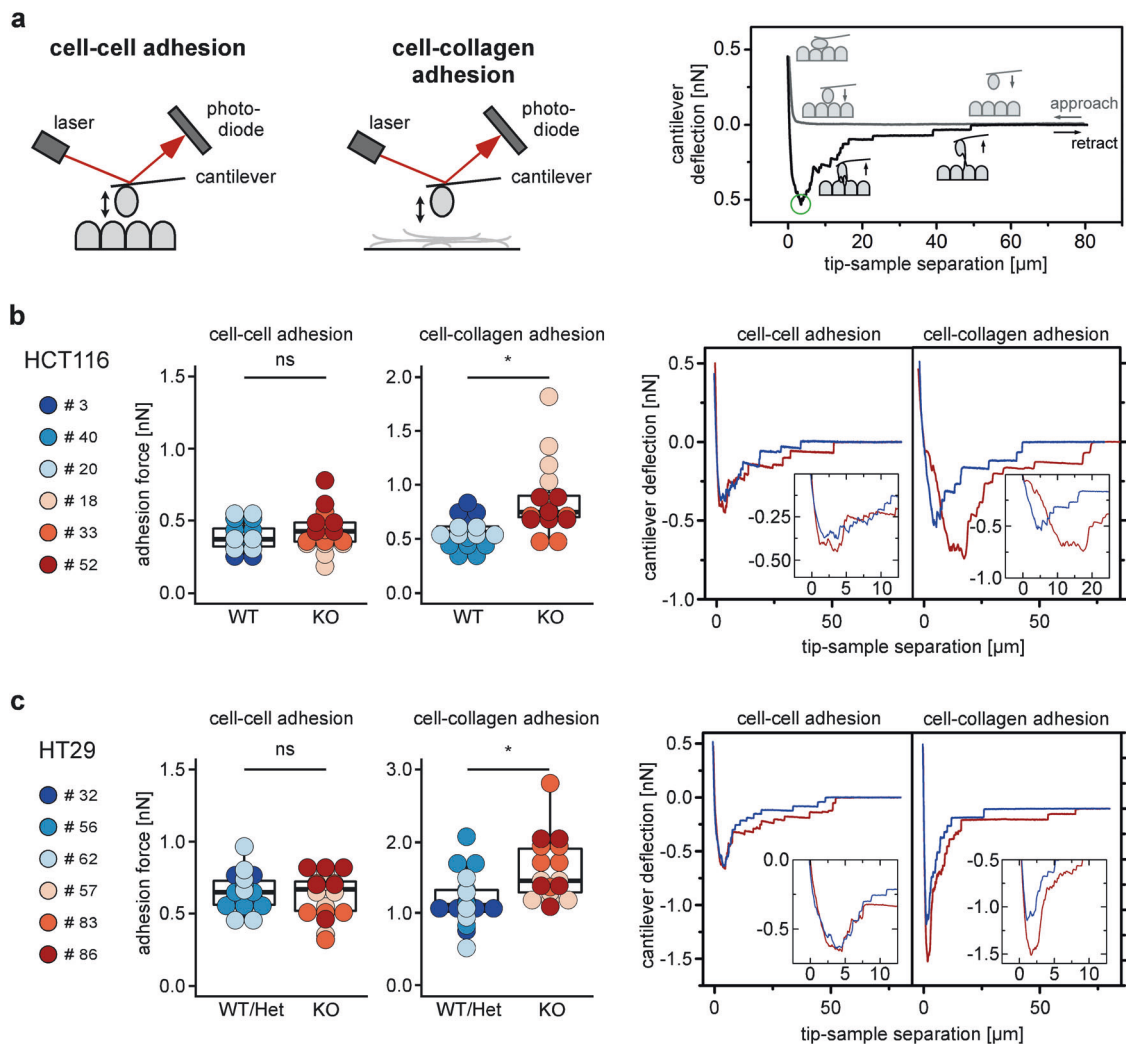 a
cell-cell adhesion
laser
photo-
diode
cantilever
cell-collagen
adhesion
laser
photo-
diode
cantilever
cantilever
deflection [nN]
0.5
0.0
0.5
approach
retract
0 20 40 60 80
tip-sample separation [µm]
b
HCT116
# 3
# 40
# 20
# 18
# 33
# 52
adhesion force [nN]
cell-cell adhesion
ns
1.5
1.0
0.5
0.0
WT KO
cell-collagen adhesion
*
2.0
1.5
1.0
0.5
0.0
WT KO
cantilever deflection [nN]
cell-cell adhesion
0.5
0.0
-0.5
-1.0
-0.25
-0.50
0 5 10
0 50
cell-collagen adhesion
0.0
-0.5
-1.0
0 10 20
0 50
tip-sample separation [µm]
c
HT29
# 32
# 56
# 62
# 57
# 83
# 86
adhesion force [nN]
cell-cell adhesion
ns
1.5
1.0
0.5
0.0
WT/Het KO
cell-collagen adhesion
*
3.0
2.0
1.0
0.0
WT/Het KO
cantilever deflection [nN]
cell-cell adhesion
0.5
0.0
-0.5
-1.0
-1.5
0.0
-0.5
0 5 10
0 50
cell-collagen adhesion
-0.5
-1.0
-1.5
0 5 10
0 50
tip-sample separation [µm]